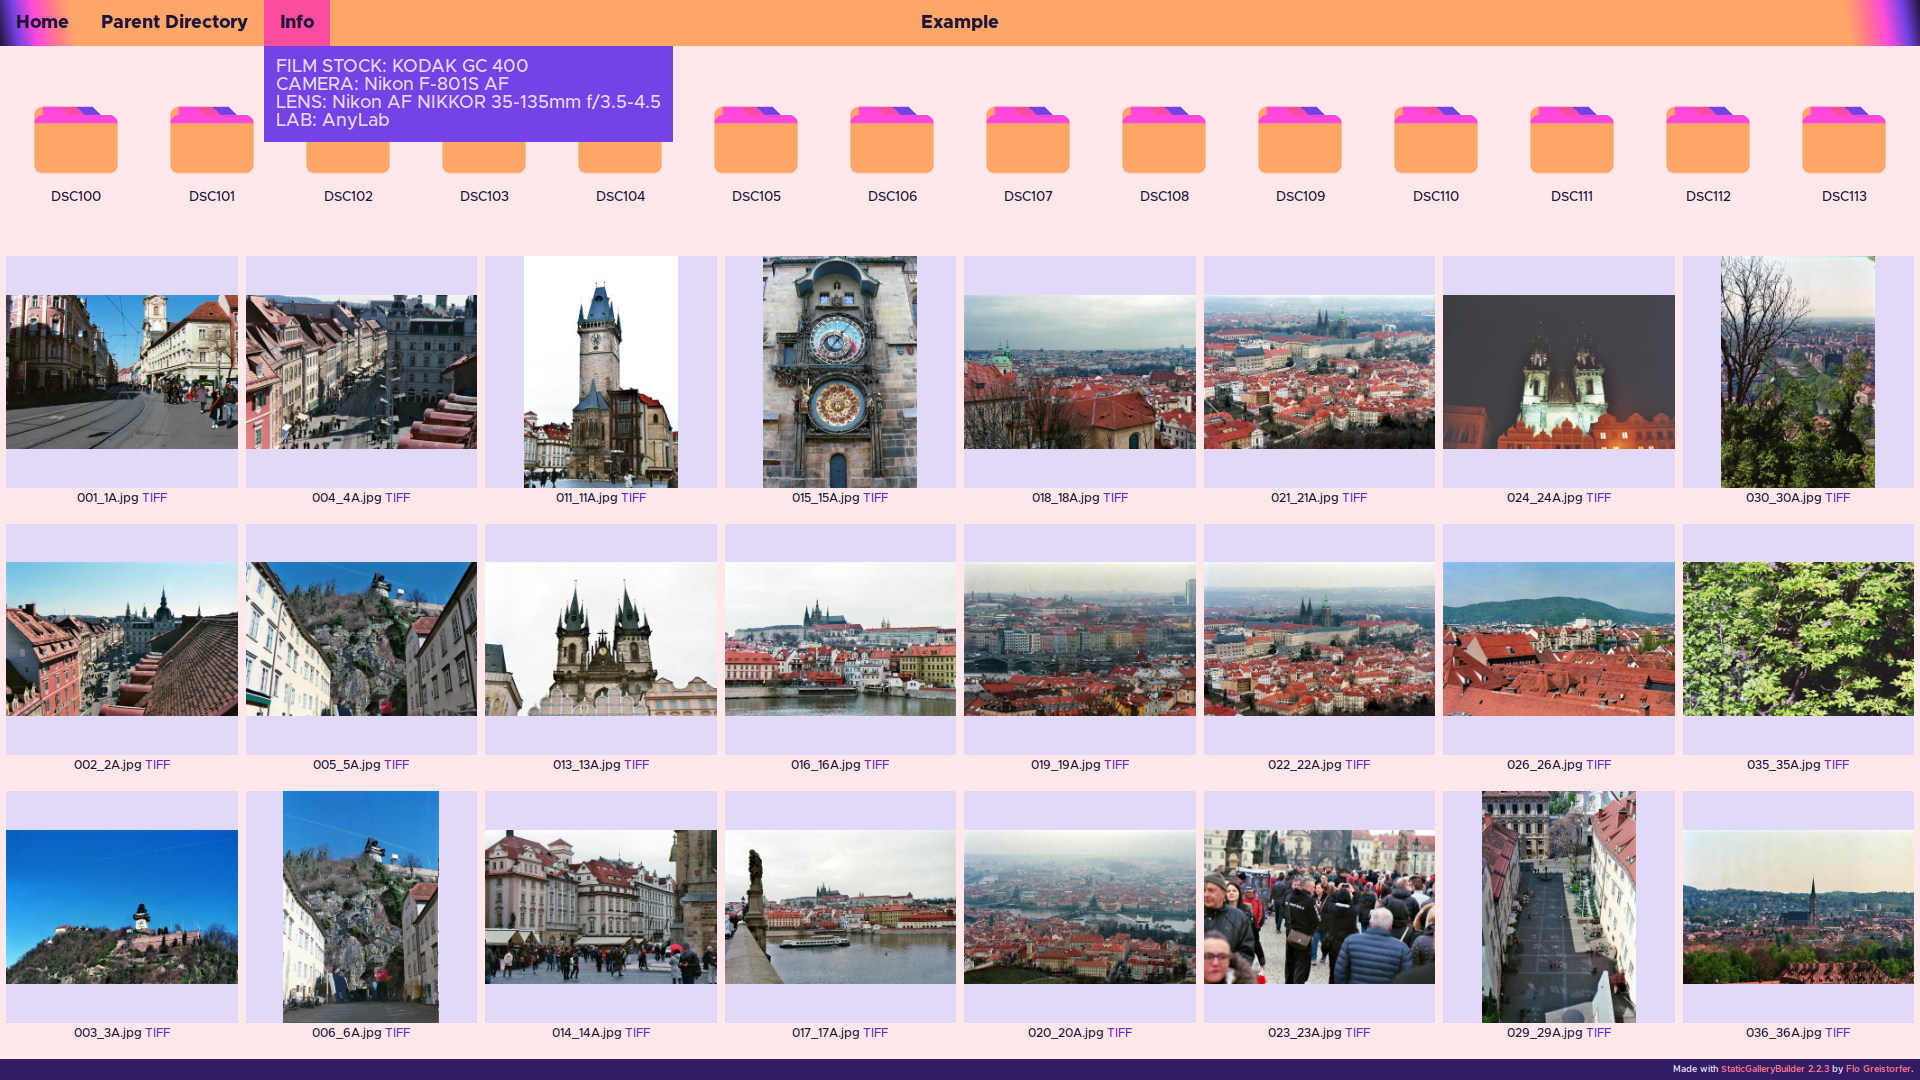 Home Parent Directory Info Example
FILM STOCK: KODAK GC 400
CAMERA: Nikon F-801S AF
LENS: Nikon AF NIKKOR 35-135mm f/3.5-4.5
LAB: AnyLab
DSC100 DSC101 DSC102 DSC103 DSC104 DSC105 DSC106 DSC107 DSC108 DSC109 DSC110 DSC111 DSC112 DSC113
001_1A.jpg TIFF 004_4A.jpg TIFF 011_11A.jpg TIFF 015_15A.jpg TIFF 018_18A.jpg TIFF 021_21A.jpg TIFF 024_24A.jpg TIFF 030_30A.jpg TIFF
002_2A.jpg TIFF 005_5A.jpg TIFF 013_13A.jpg TIFF 016_16A.jpg TIFF 019_19A.jpg TIFF 022_22A.jpg TIFF 026_26A.jpg TIFF 035_35A.jpg TIFF
003_3A.jpg TIFF 006_6A.jpg TIFF 014_14A.jpg TIFF 017_17A.jpg TIFF 020_20A.jpg TIFF 023_23A.jpg TIFF 029_29A.jpg TIFF 036_36A.jpg TIFF
Made with StaticGalleryBuilder 2.2.3 by Flo Greistorfer.